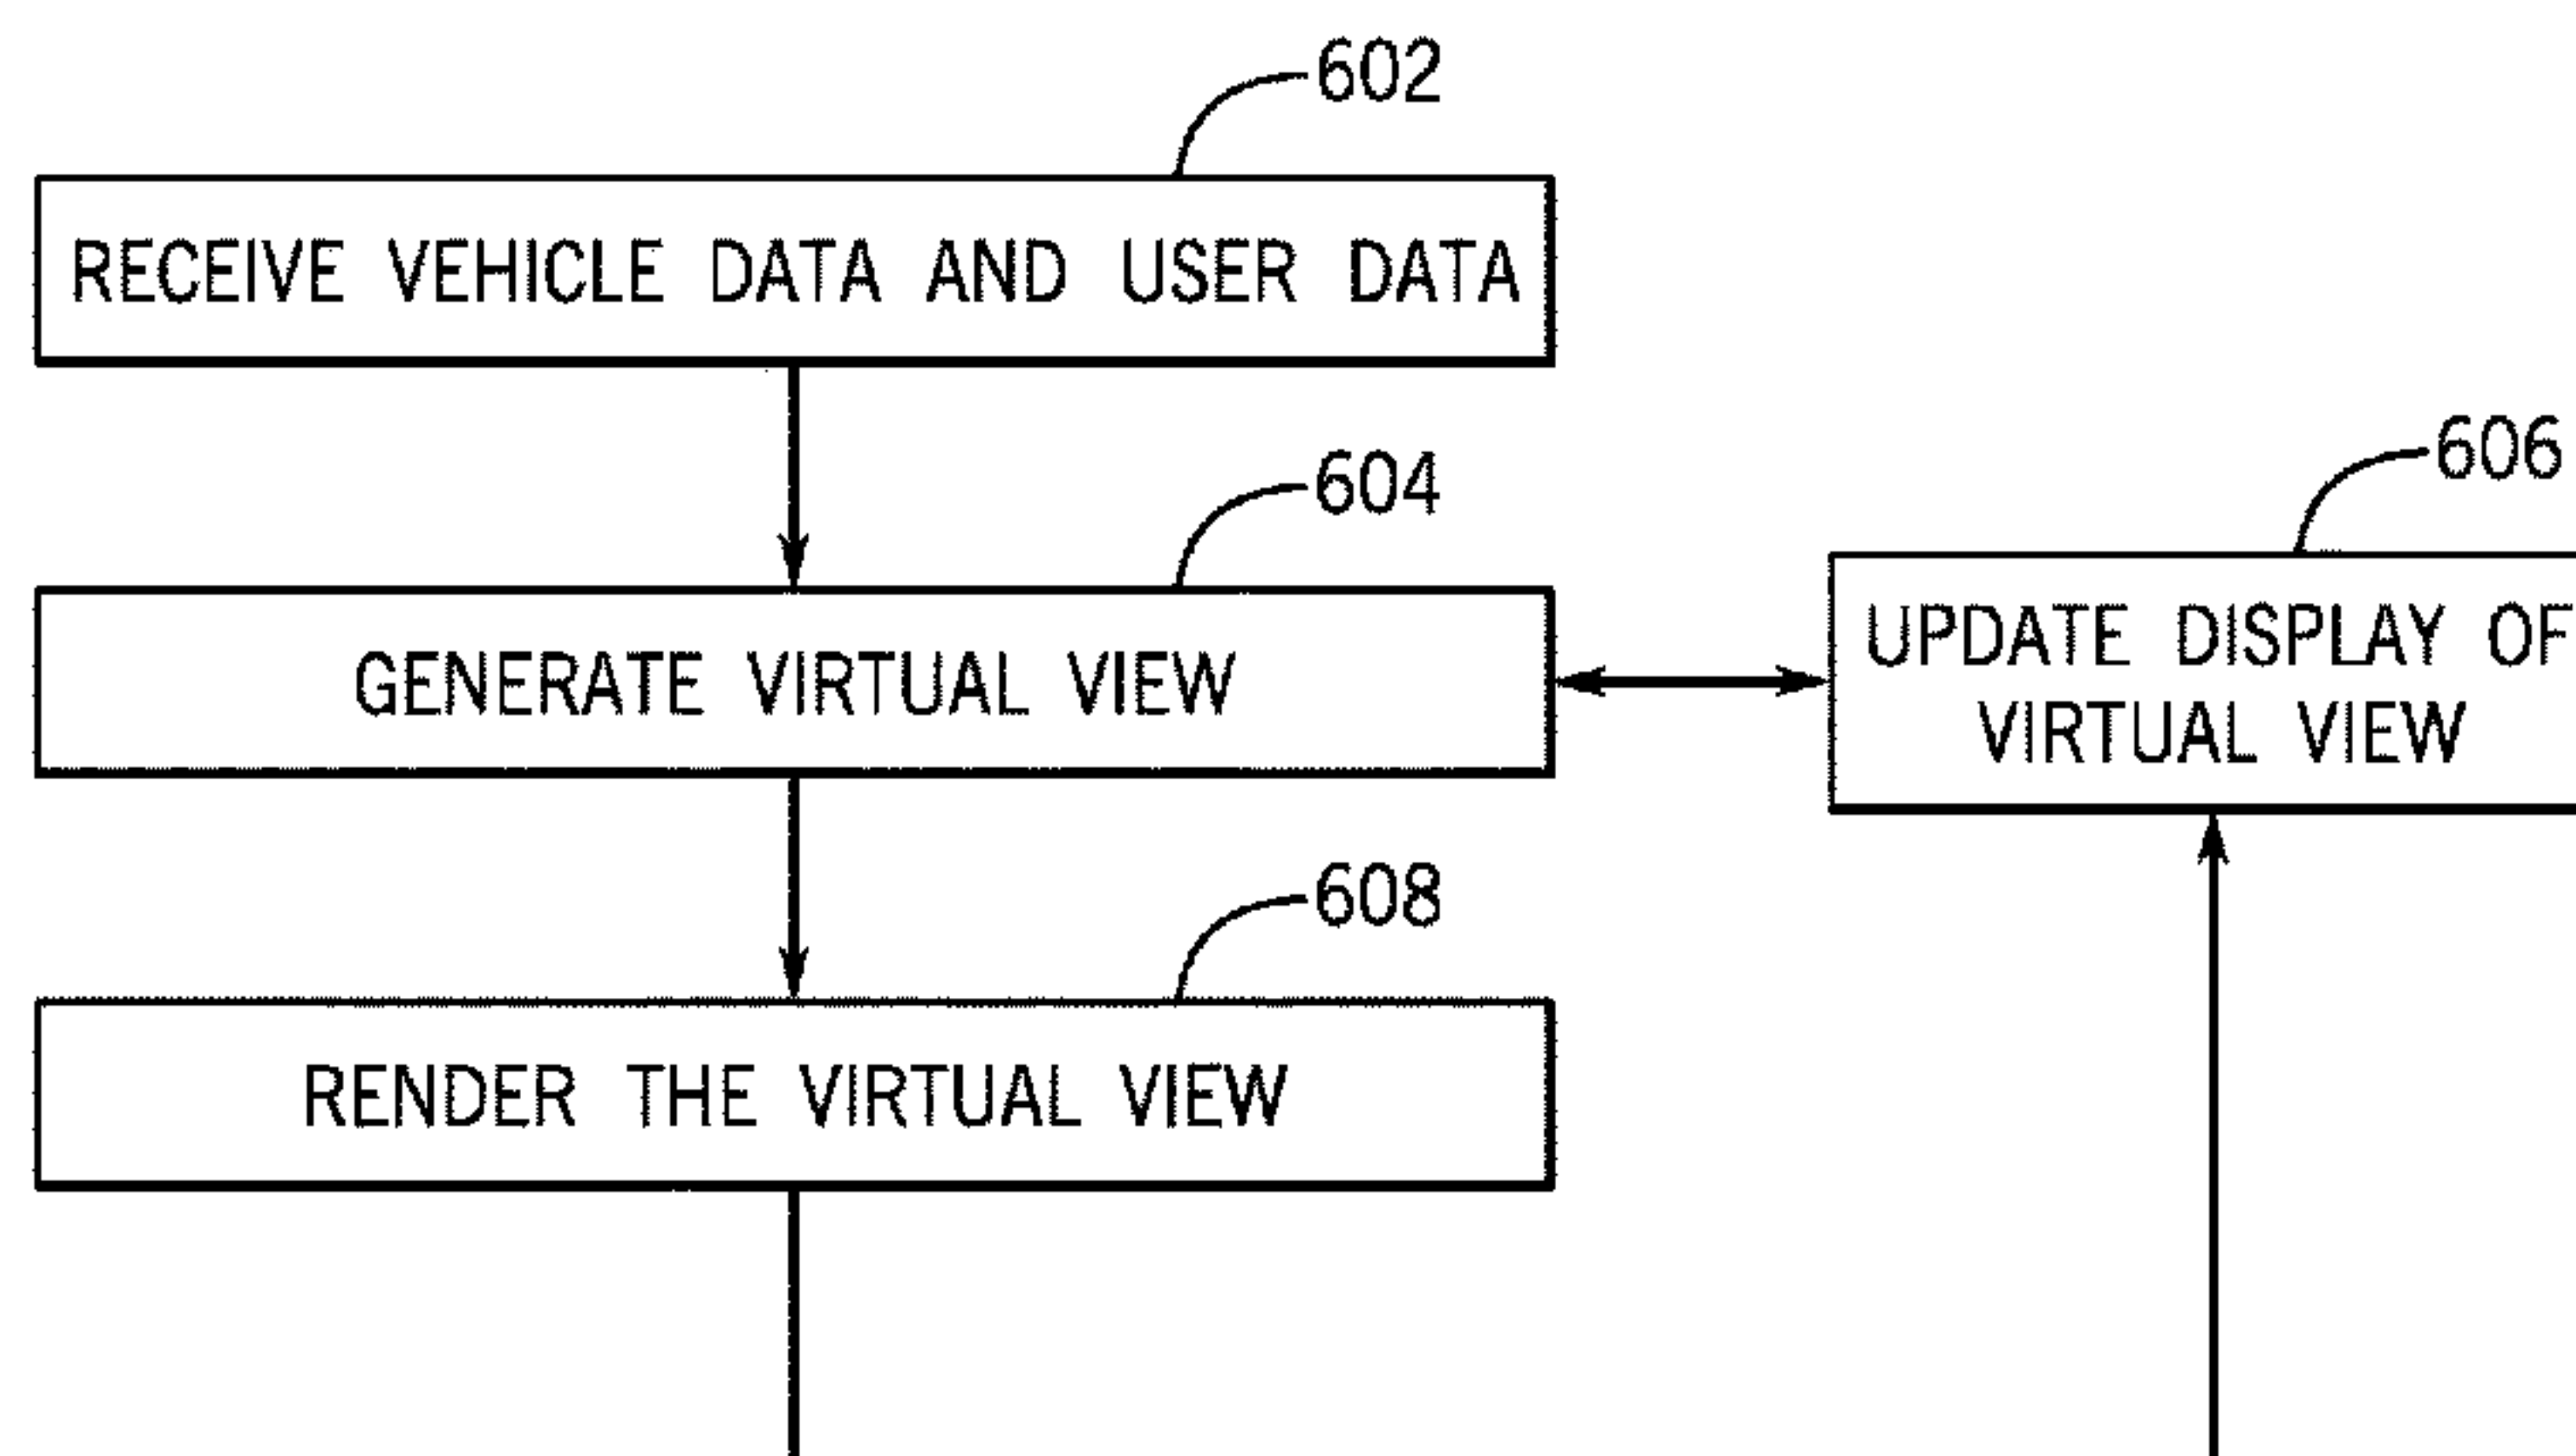 602
RECEIVE VEHICLE DATA AND USER DATA
604
GENERATE VIRTUAL VIEW
606
UPDATE DISPLAY OF
VIRTUAL VIEW
608
RENDER THE VIRTUAL VIEW